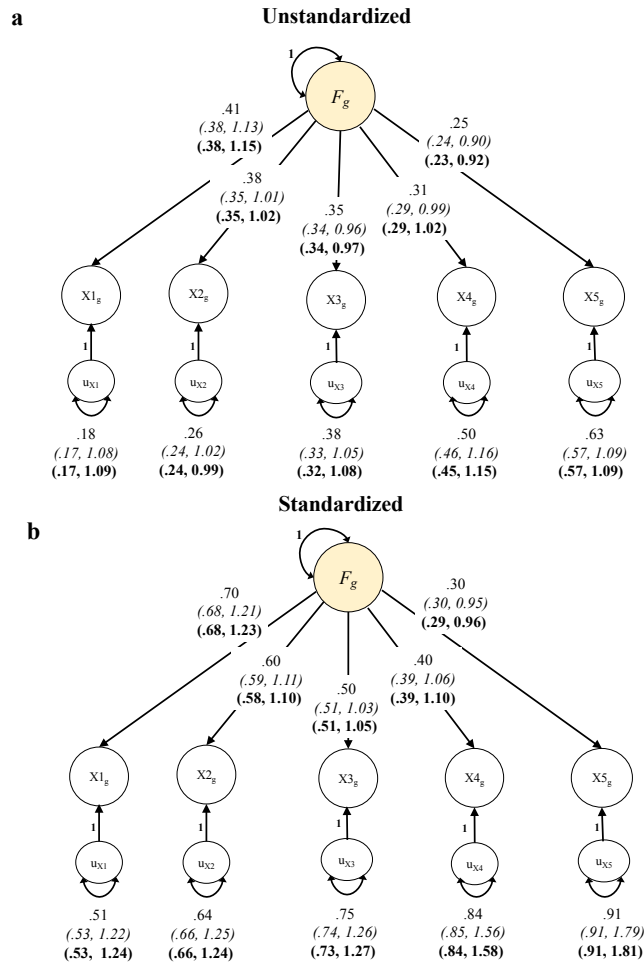 a
Unstandardized
1
F_g
.41
(.38, 1.13)
(.38, 1.15)
.38
(.35, 1.01)
(.35, 1.02)
.35
(.34, 0.96)
(.34, 0.97)
.31
(.29, 0.99)
(.29, 1.02)
.25
(.24, 0.90)
(.23, 0.92)
X1_g
X2_g
X3_g
X4_g
X5_g
1
1
1
1
1
u_X1
u_X2
u_X3
u_X4
u_X5
.18
(.17, 1.08)
(.17, 1.09)
.26
(.24, 1.02)
(.24, 0.99)
.38
(.33, 1.05)
(.32, 1.08)
.50
(.46, 1.16)
(.45, 1.15)
.63
(.57, 1.09)
(.57, 1.09)
b
Standardized
1
F_g
.70
(.68, 1.21)
(.68, 1.23)
.60
(.59, 1.11)
(.58, 1.10)
.50
(.51, 1.03)
(.51, 1.05)
.40
(.39, 1.06)
(.39, 1.10)
.30
(.30, 0.95)
(.29, 0.96)
X1_g
X2_g
X3_g
X4_g
X5_g
1
1
1
1
1
u_X1
u_X2
u_X3
u_X4
u_X5
.51
(.53, 1.22)
(.53, 1.24)
.64
(.66, 1.25)
(.66, 1.24)
.75
(.74, 1.26)
(.73, 1.27)
.84
(.85, 1.56)
(.84, 1.58)
.91
(.91, 1.79)
(.91, 1.81)